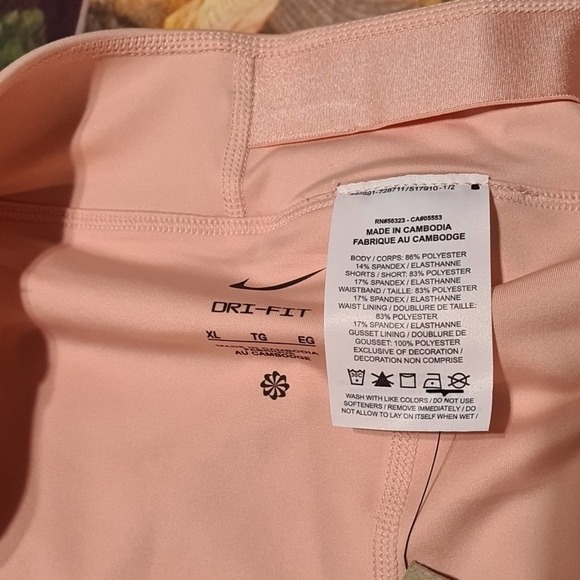 RN#56323 - CA#05553
MADE IN CAMBODIA
FABRIQUE AU CAMBODGE
BODY / CORPS: 86% POLYESTER
14% SPANDEX / ELASTHANNE
SHORTS / SHORT: 83% POLYESTER
17% SPANDEX / ELASTHANNE
WAISTBAND / TAILLE: 83% POLYESTER
17% SPANDEX / ELASTHANNE
WAIST LINING / DOUBLURE DE TAILLE:
83% POLYESTER
17% SPANDEX / ELASTHANNE
GUSSET LINING / DOUBLURE DE
GOUSSET: 100% POLYESTER
EXCLUSIVE OF DECORATION /
DECORATION NON COMPRISE
30C
WASH WITH LIKE COLORS / DO NOT USE
SOFTENERS / REMOVE IMMEDIATELY / DO
NOT ALLOW TO LAY ON ITSELF WHEN WET /
DRI-FIT
XL TG EG
AU CAMBODGE